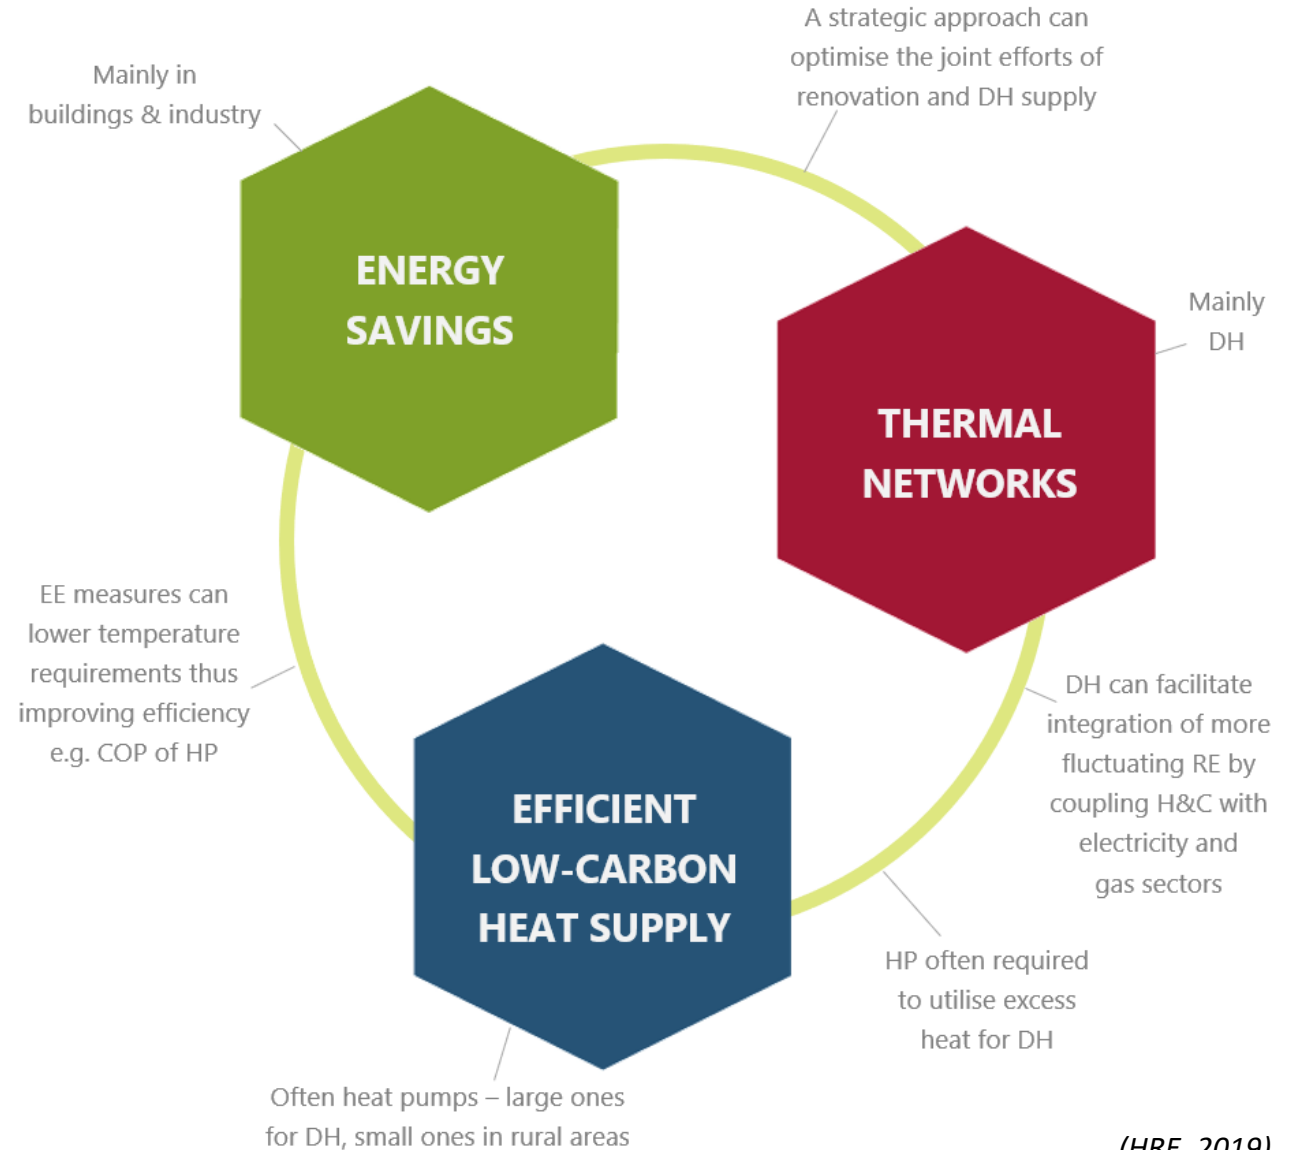 A strategic approach can
optimise the joint efforts of
renovation and DH supply
Mainly in
buildings & industry
ENERGY
SAVINGS
Mainly
DH
THERMAL
NETWORKS
EE measures can
lower temperature
requirements thus
improving efficiency
e.g. COP of HP
DH can facilitate
integration of more
fluctuating RE by
coupling H&C with
electricity and
gas sectors
EFFICIENT
LOW-CARBON
HEAT SUPPLY
HP often required
to utilise excess
heat for DH
Often heat pumps – large ones
for DH, small ones in rural areas
(HRE, 2019)